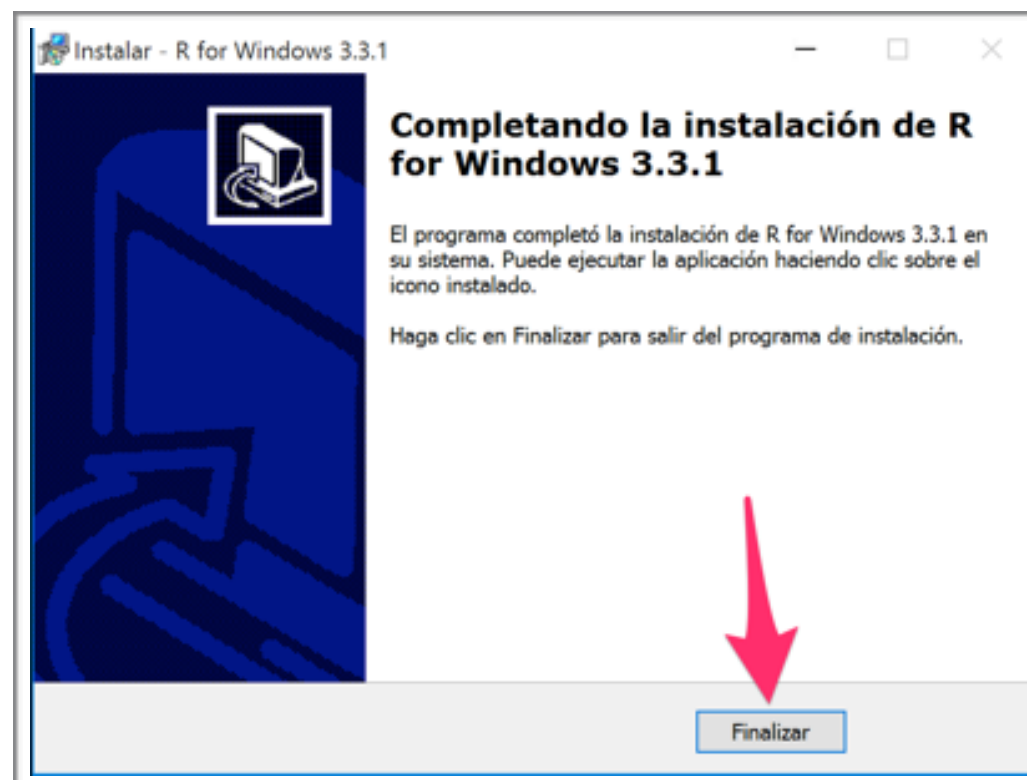 Instalar - R for Windows 3.3.1
Completando la instalación de R
for Windows 3.3.1
El programa completó la instalación de R for Windows 3.3.1 en
su sistema. Puede ejecutar la aplicación haciendo clic sobre el
icono instalado.
Haga clic en Finalizar para salir del programa de instalación.
Finalizar